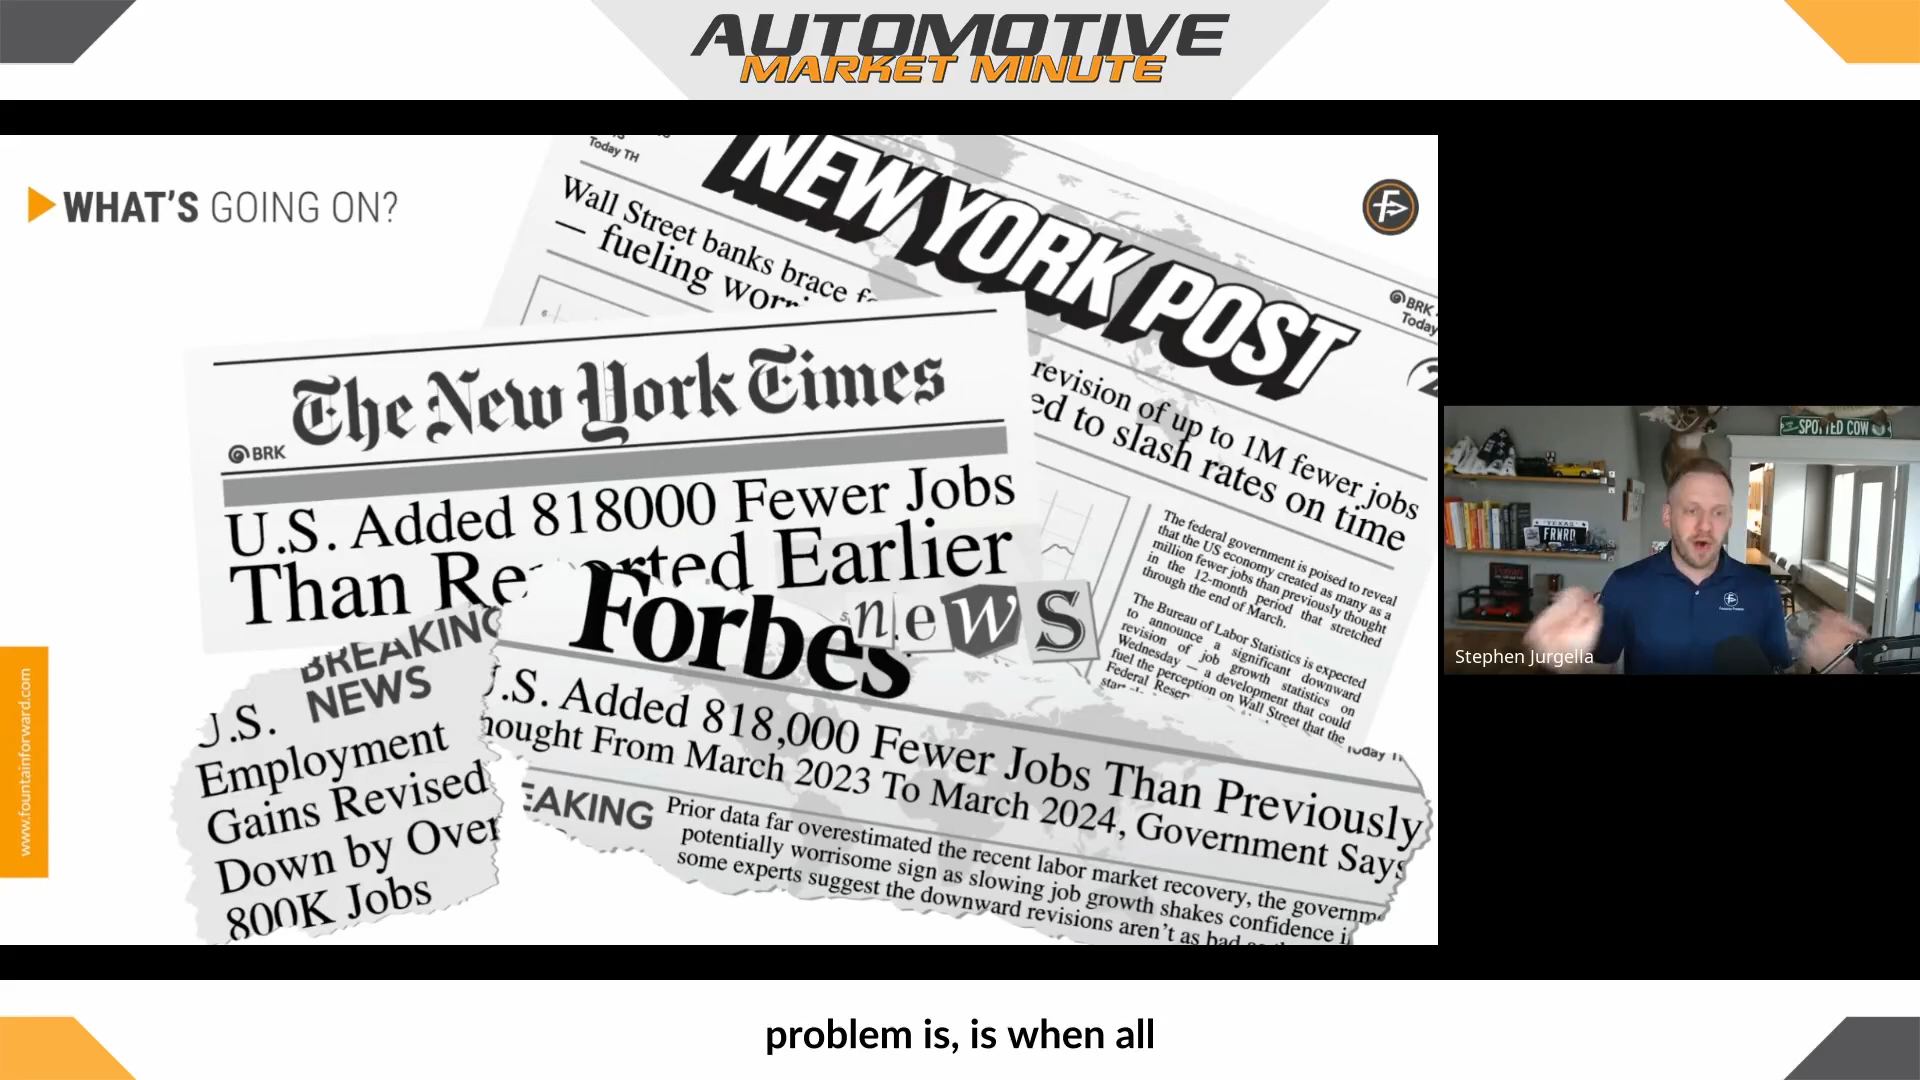 AUTOMOTIVE
MARKET MINUTE
WHAT'S GOING ON?
Today TH
NEW YORK POST
Wall Street banks brace
— fueling
BRK
Today
revision of up to 1M fewer jobs
to slash rates on time
The federal government is poised to reveal
that the US economy created as many as a
million fewer jobs than previously thought
in the 12-month period that stretched
through the end of March.
The Bureau of Labor Statistics is expected
to announce a significant downward
revision of job growth statistics on
Wednesday — a development that could
fuel the perception on Wall Street that the
Federal
The New York Times
BRK
U.S. Added 818000 Fewer Jobs
Than Reported Earlier
Forbes
news
U.S. Added 818,000 Fewer Jobs Than Previously
From March 2023 To March 2024, Government Says
Prior data far overestimated the recent labor market recovery, the
potentially worrisome sign as slowing job growth shakes confidence
some experts suggest the downward revisions aren't as bad
BREAKING
NEWS
U.S.
Employment
Gains Revised
Down by Over
800K Jobs
www.fountainforward.com
SPOTTED COW
TEXAS
FRWRD
Stephen Jurgella
problem is, is when all